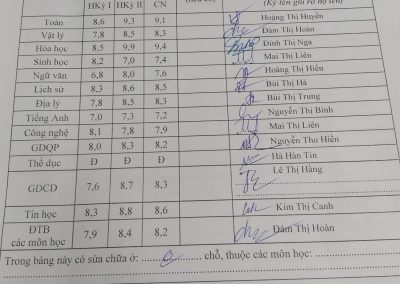 HKỳ I HKỳ II CN (Ký tên ghi rõ họ tên)
Toán 8,6 9,3 9,1 Hoàng Thị Huyền
Vật lý 7,8 8,5 8,3 Đàm Thị Hoàn
Hóa học 8,5 9,9 9,4 Đinh Thị Nga
Sinh học 8,2 7,0 7,4 Mai Thị Liên
Ngữ văn 6,8 8,0 7,6 Hoàng Thị Hiền
Lịch sử 8,3 8,6 8,5 Bùi Thị Hà
Địa lý 7,8 8,5 8,3 Bùi Thị Trung
Tiếng Anh 7,0 7,3 7,2 Nguyễn Thị Bình
Công nghệ 8,1 7,8 7,9 Mai Thị Liên
GDQP 8,0 8,3 8,2 Nguyễn Thu Hiền
Thể dục Đ Đ Đ Hà Hàn Tin
GDCD 7,6 8,7 8,3 Lê Thị Hằng
Tin học 8,3 8,8 8,6 Kim Thị Canh
ĐTB
các môn học 7,9 8,4 8,2 Đàm Thị Hoàn
Trong bảng này có sửa chữa ở: chỗ, thuộc các môn học: